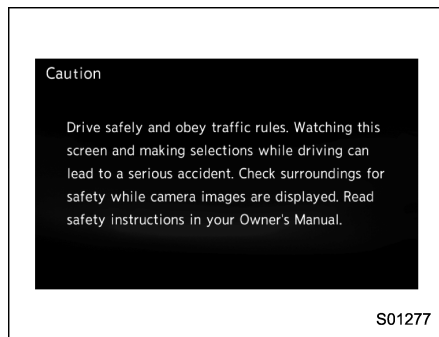 Caution
Drive safely and obey traffic rules. Watching this
screen and making selections while driving can
lead to a serious accident. Check surroundings for
safety while camera images are displayed. Read
safety instructions in your Owner's Manual.
S01277